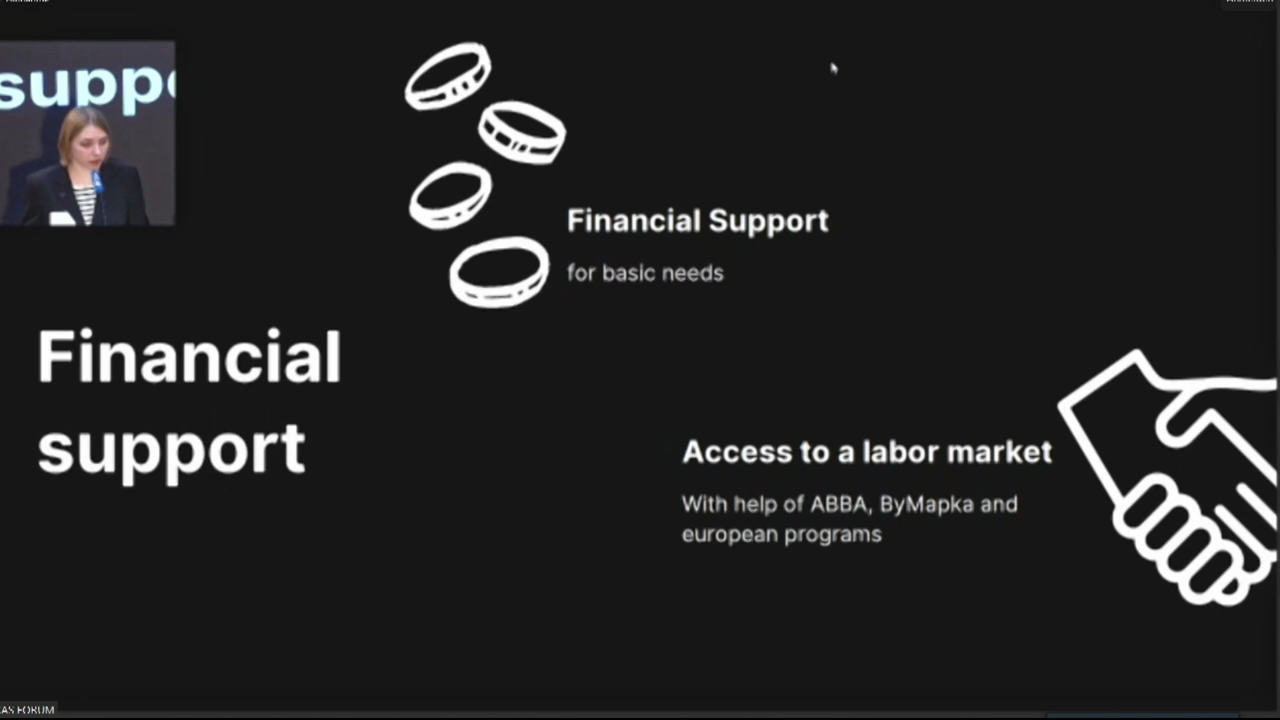 suppo
Financial Support
for basic needs
Financial
support
Access to a labor market
With help of ABBA, ByMapka and
european programs
AS FORUM